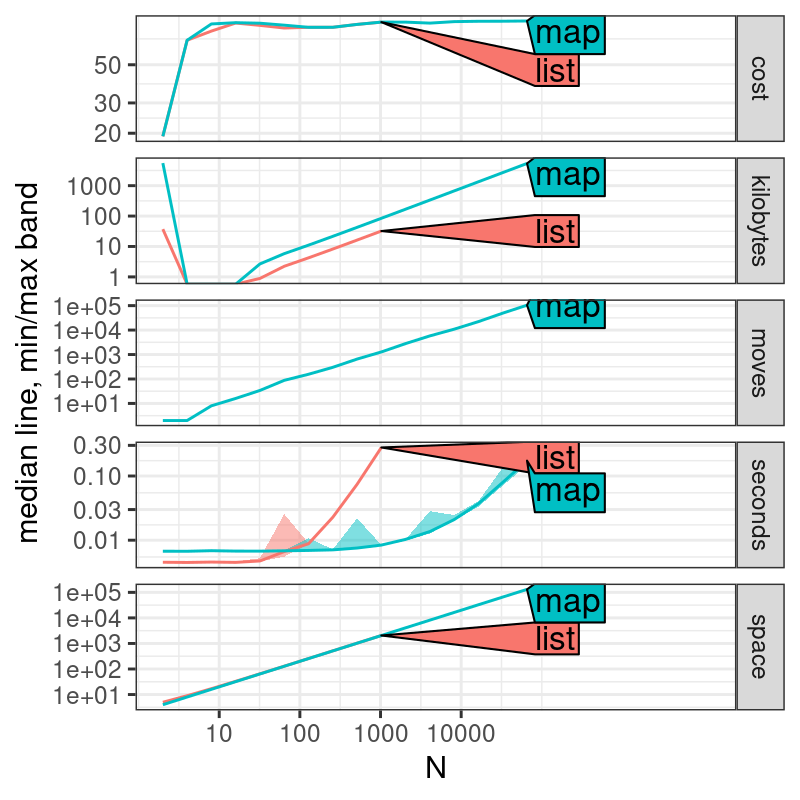 median line, min/max band
50
30
20
map
list
cost
1000
100
10
1
map
list
kilobytes
1e+05
1e+04
1e+03
1e+02
1e+01
map
moves
0.30
0.10
0.03
0.01
list
map
seconds
1e+05
1e+04
1e+03
1e+02
1e+01
map
list
space
10 100 1000 10000
N